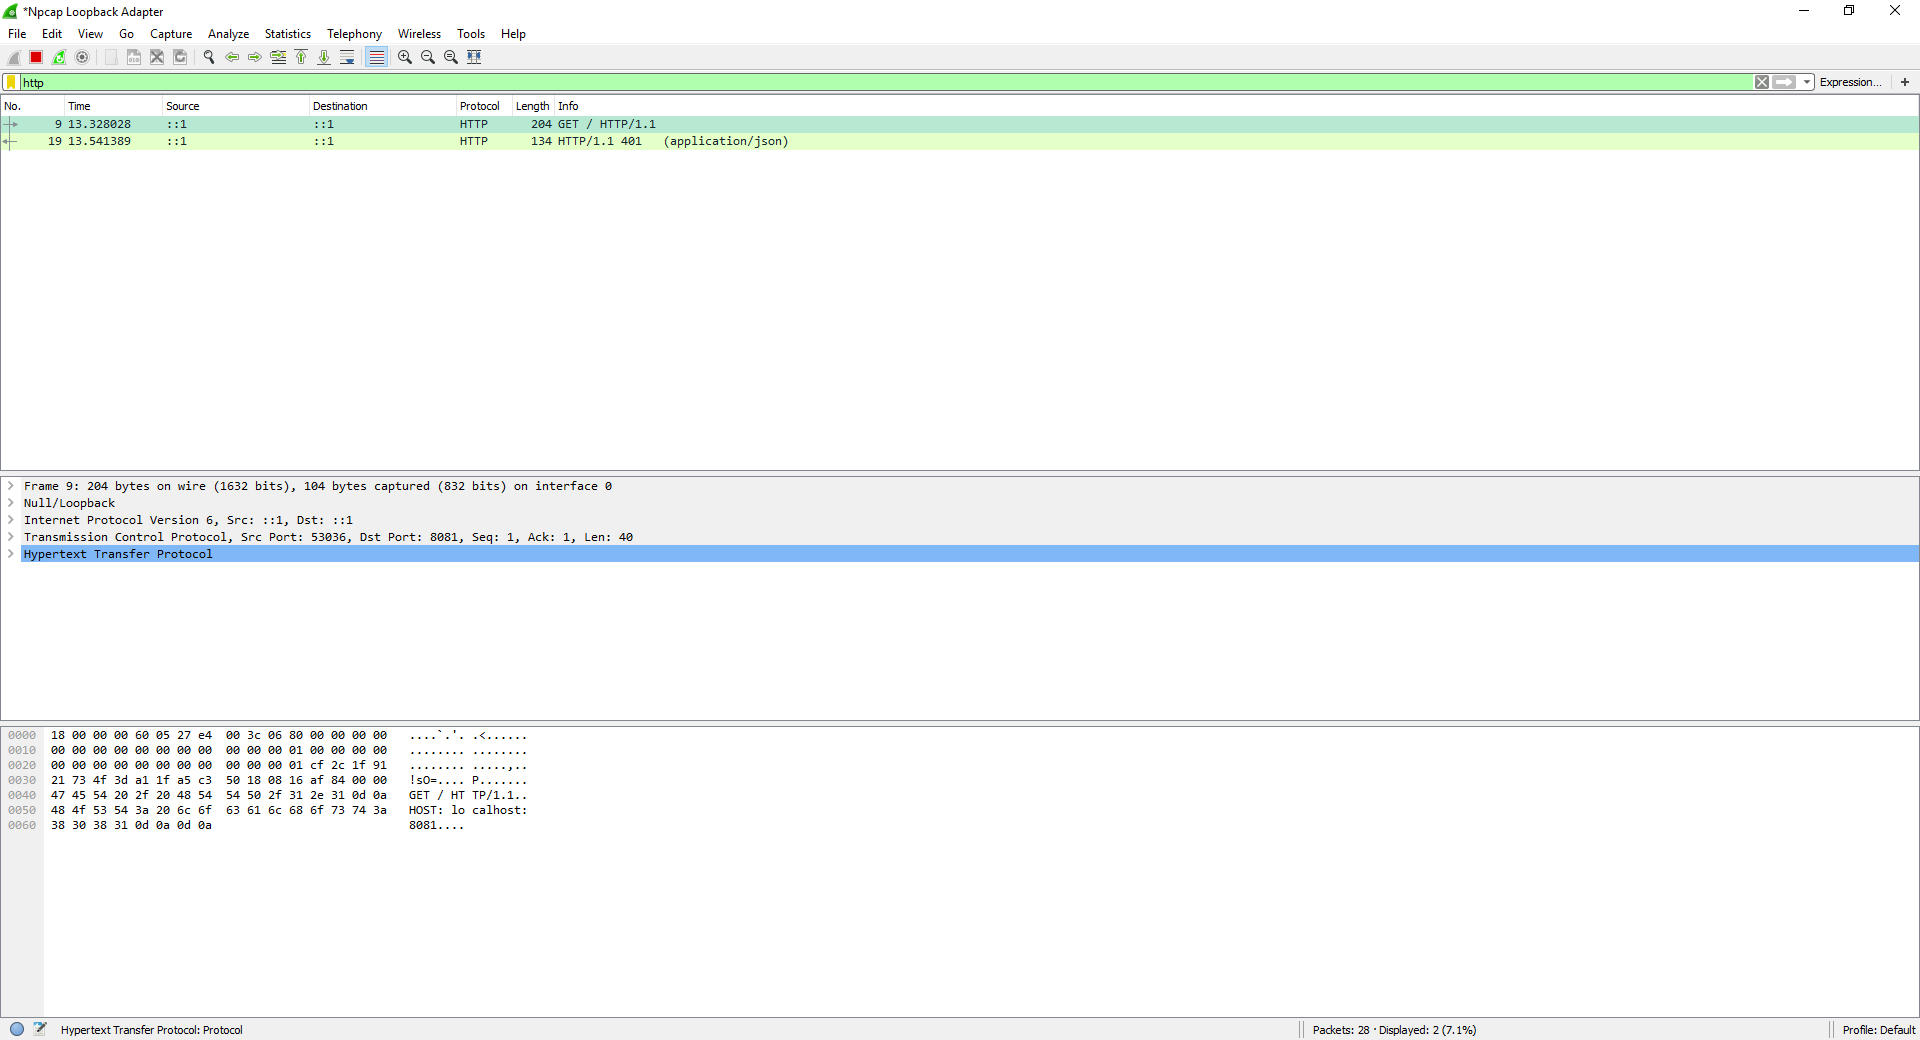 *Npcap Loopback Adapter
File Edit View Go Capture Analyze Statistics Telephony Wireless Tools Help
http
Expression... +
No. Time Source Destination Protocol Length Info
9 13.328028 ::1 ::1 HTTP 204 GET / HTTP/1.1
19 13.541389 ::1 ::1 HTTP 134 HTTP/1.1 401 (application/json)
Frame 9: 204 bytes on wire (1632 bits), 104 bytes captured (832 bits) on interface 0
Null/Loopback
Internet Protocol Version 6, Src: ::1, Dst: ::1
Transmission Control Protocol, Src Port: 53036, Dst Port: 8081, Seq: 1, Ack: 1, Len: 40
Hypertext Transfer Protocol
0000 18 00 00 00 60 05 27 e4 00 3c 06 80 00 00 00 00 ....`.'. .<......
0010 00 00 00 00 00 00 00 00 00 00 00 01 00 00 00 00 ........ ........
0020 00 00 00 00 00 00 00 00 00 00 00 01 cf 2c 1f 91 ........ .....,..
0030 21 73 4f 3d a1 1f a5 c3 50 18 08 16 af 84 00 00 !sO=.... P.......
0040 47 45 54 20 2f 20 48 54 54 50 2f 31 2e 31 0d 0a GET / HT TP/1.1..
0050 48 4f 53 54 3a 20 6c 6f 63 61 6c 68 6f 73 74 3a HOST: lo calhost:
0060 38 30 38 31 0d 0a 0d 0a 8081....
Hypertext Transfer Protocol: Protocol
Packets: 28 · Displayed: 2 (7.1%)
Profile: Default